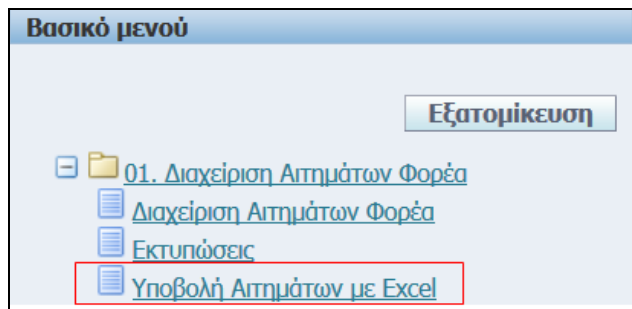 Βασικό μενού
Εξατομίκευση
01. Διαχείριση Αιτημάτων Φορέα
Διαχείριση Αιτημάτων Φορέα
Εκτυπώσεις
Υποβολή Αιτημάτων με Excel